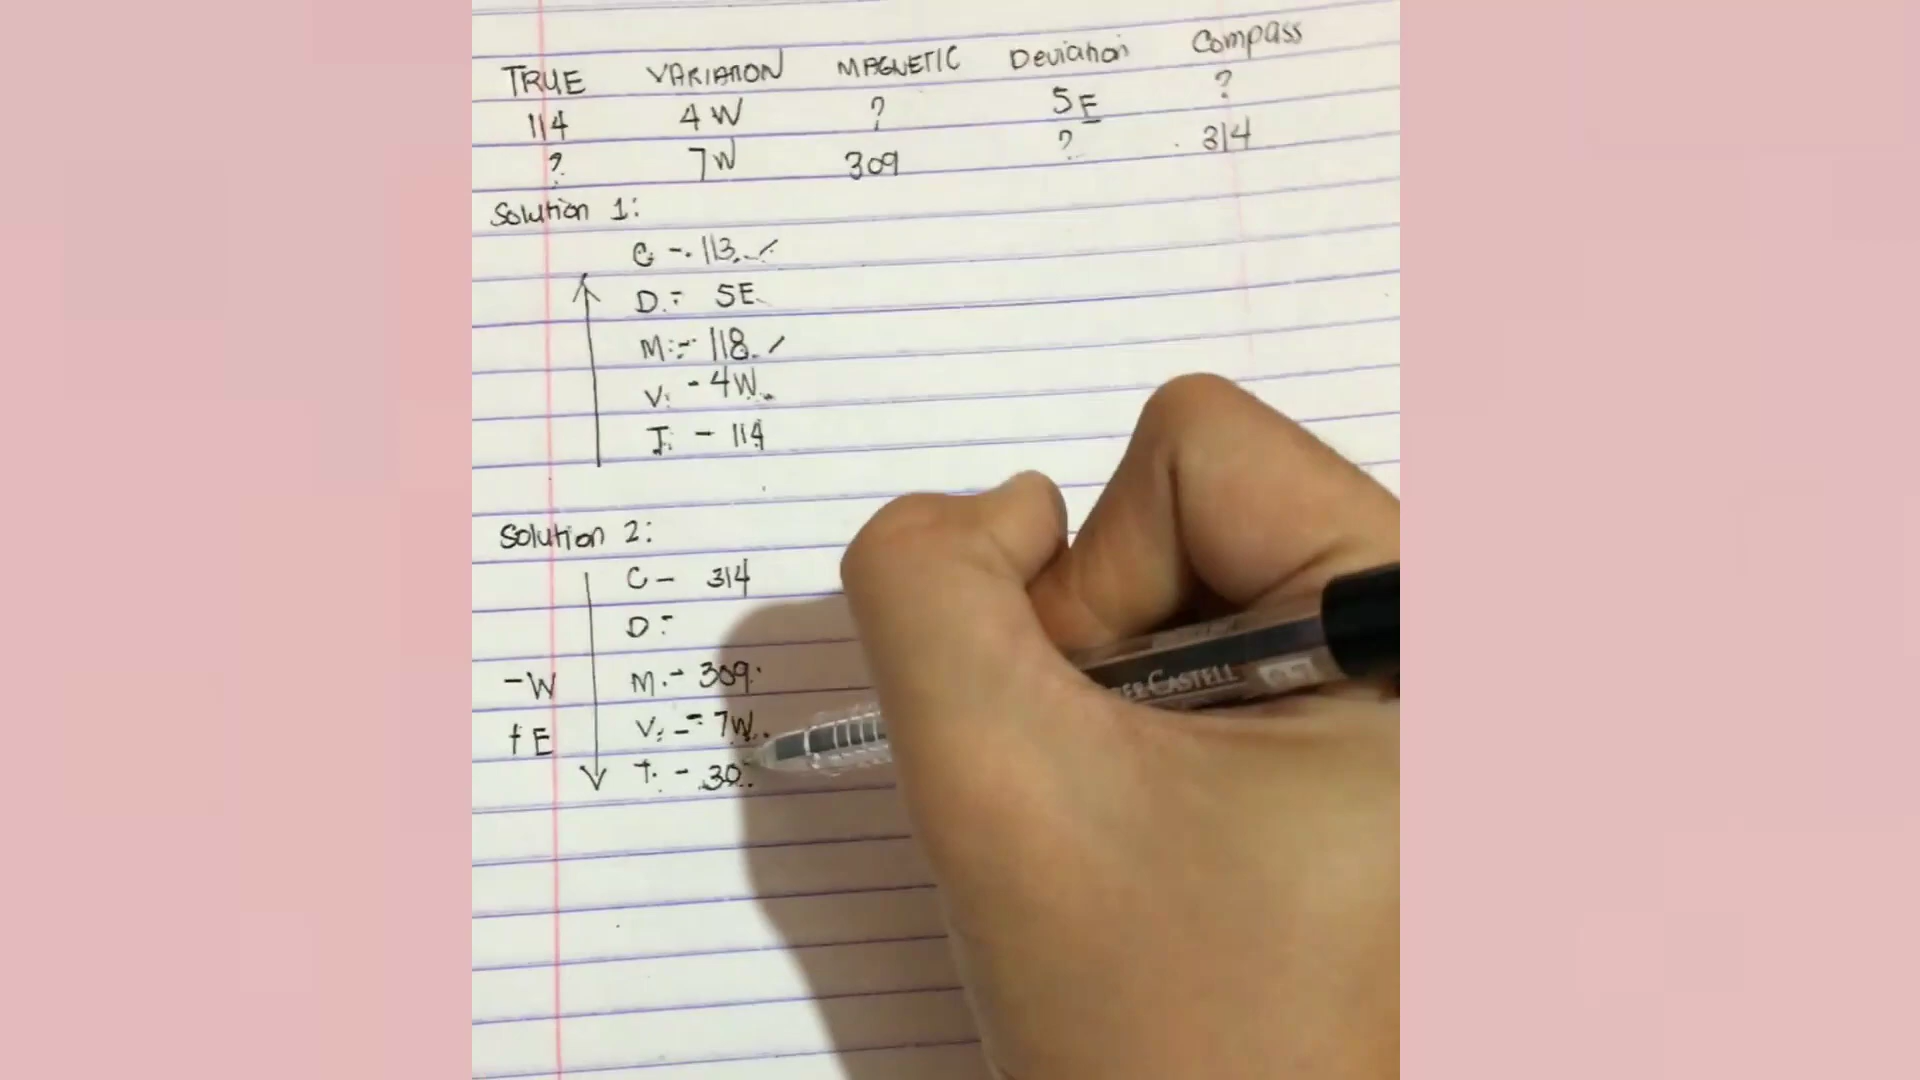 TRUE VARIATION MAGNETIC Deviation Compass
114 4W ? 5E ?
? 7W 309 ? 314
Solution 1:
C - 113
D: 5E
M: - 118
V: - 4W
T: - 114
Solution 2:
C - 314
D:
-W M. - 309
+E V: - 7W
T. - 30
CASTELL